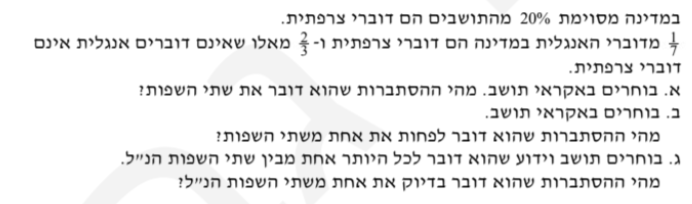 במדינה מסוימת 20% מהתושבים הם דוברי צרפתית.
1/7 מדוברי האנגלית במדינה הם דוברי צרפתית ו- 2/3 מאלו שאינם דוברים אנגלית אינם
דוברי צרפתית.
א. בוחרים באקראי תושב. מהי ההסתברות שהוא דובר את שתי השפות?
ב. בוחרים באקראי תושב.
מהי ההסתברות שהוא דובר לפחות את אחת משתי השפות?
ג. בוחרים תושב וידוע שהוא דובר לכל היותר אחת מבין שתי השפות הנ״ל.
מהי ההסתברות שהוא דובר בדיוק את אחת משתי השפות הנ״ל?